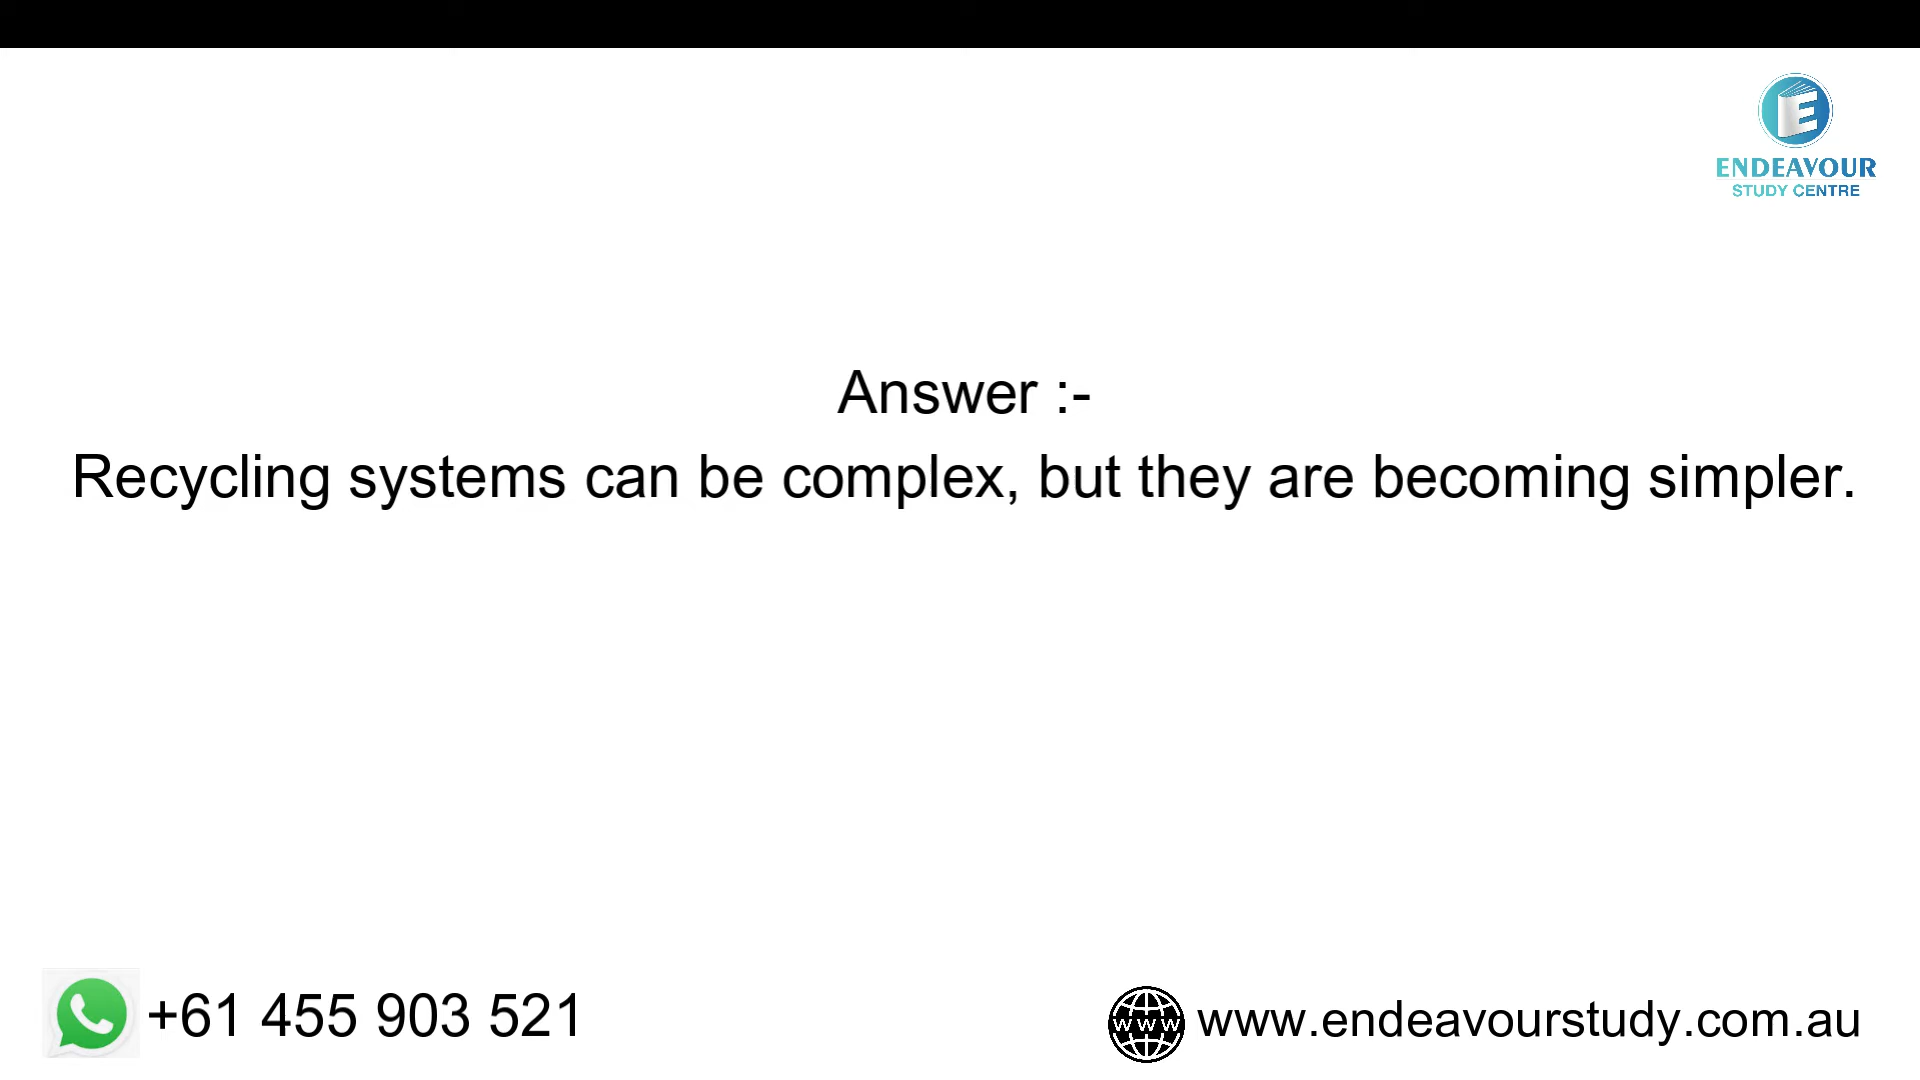 E
ENDEAVOUR
STUDY CENTRE
Answer :-
Recycling systems can be complex, but they are becoming simpler.
+61 455 903 521
www
www.endeavourstudy.com.au